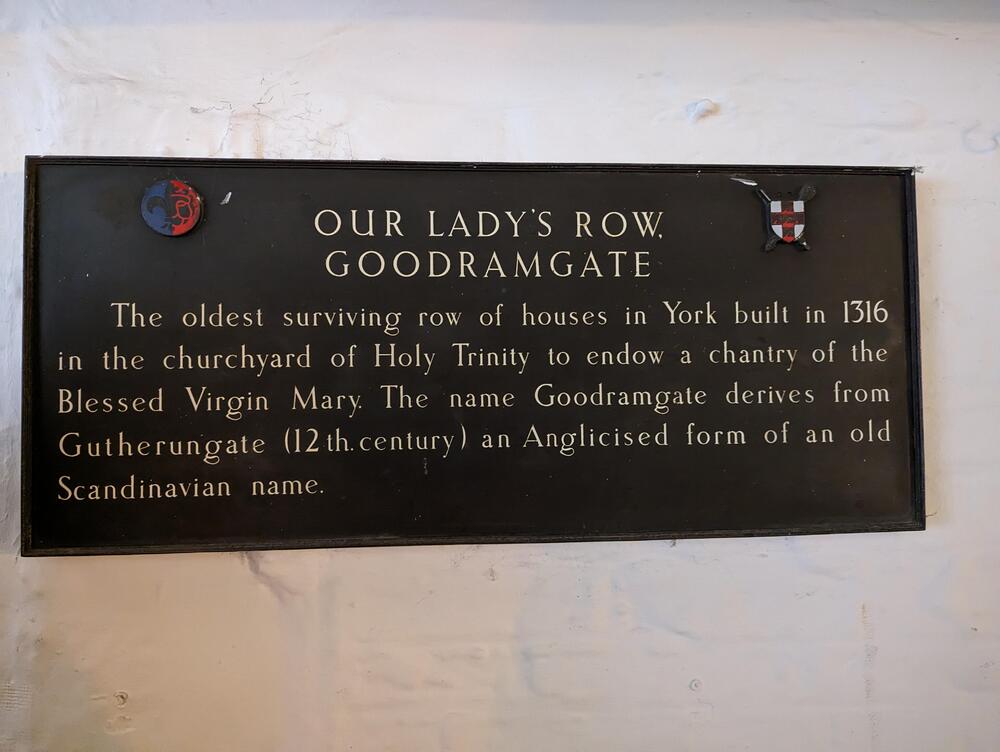 OUR LADY'S ROW,
GOODRAMGATE
The oldest surviving row of houses in York built in 1316
in the churchyard of Holy Trinity to endow a chantry of the
Blessed Virgin Mary. The name Goodramgate derives from
Gutherungate (12th. century) an Anglicised form of an old
Scandinavian name.